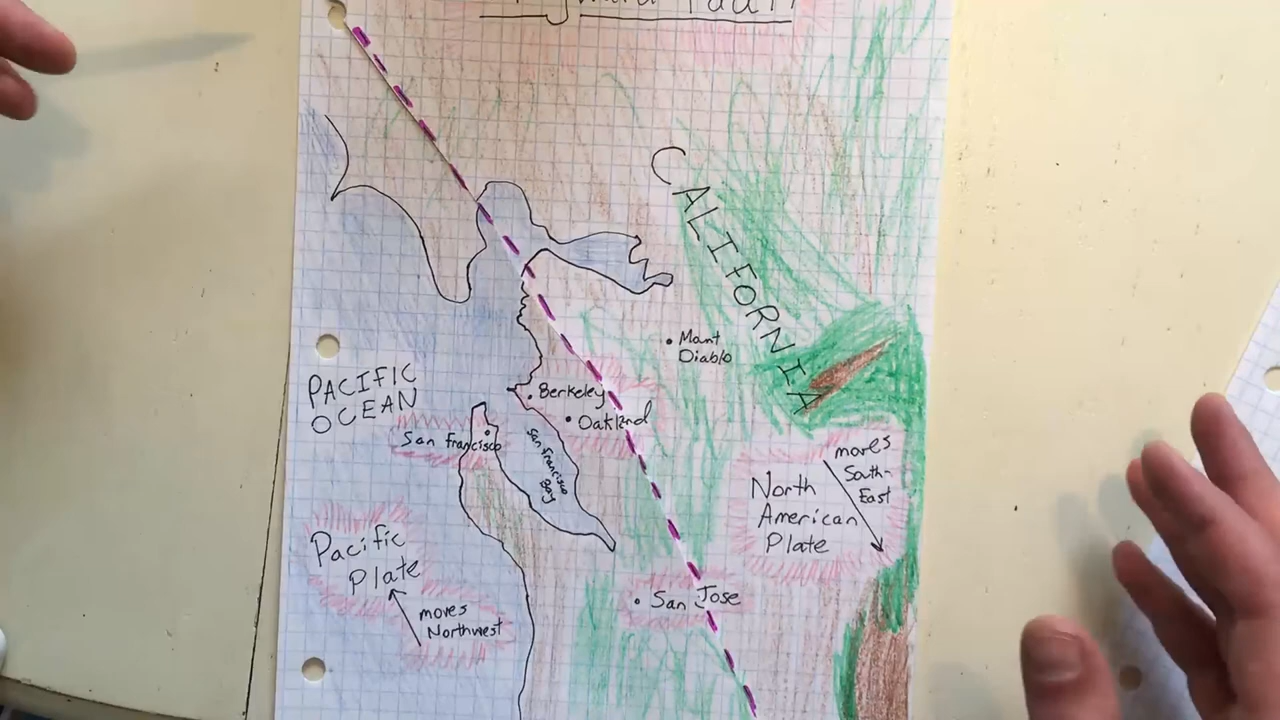 CALIFORNIA
Mant
Diablo
PACIFIC
OCEAN
Berkeley
Oakland
San francisco
San francisco
Bay
moves
South-
East
North
American
Plate
Pacific
Plate
moves
Northwest
San Jose